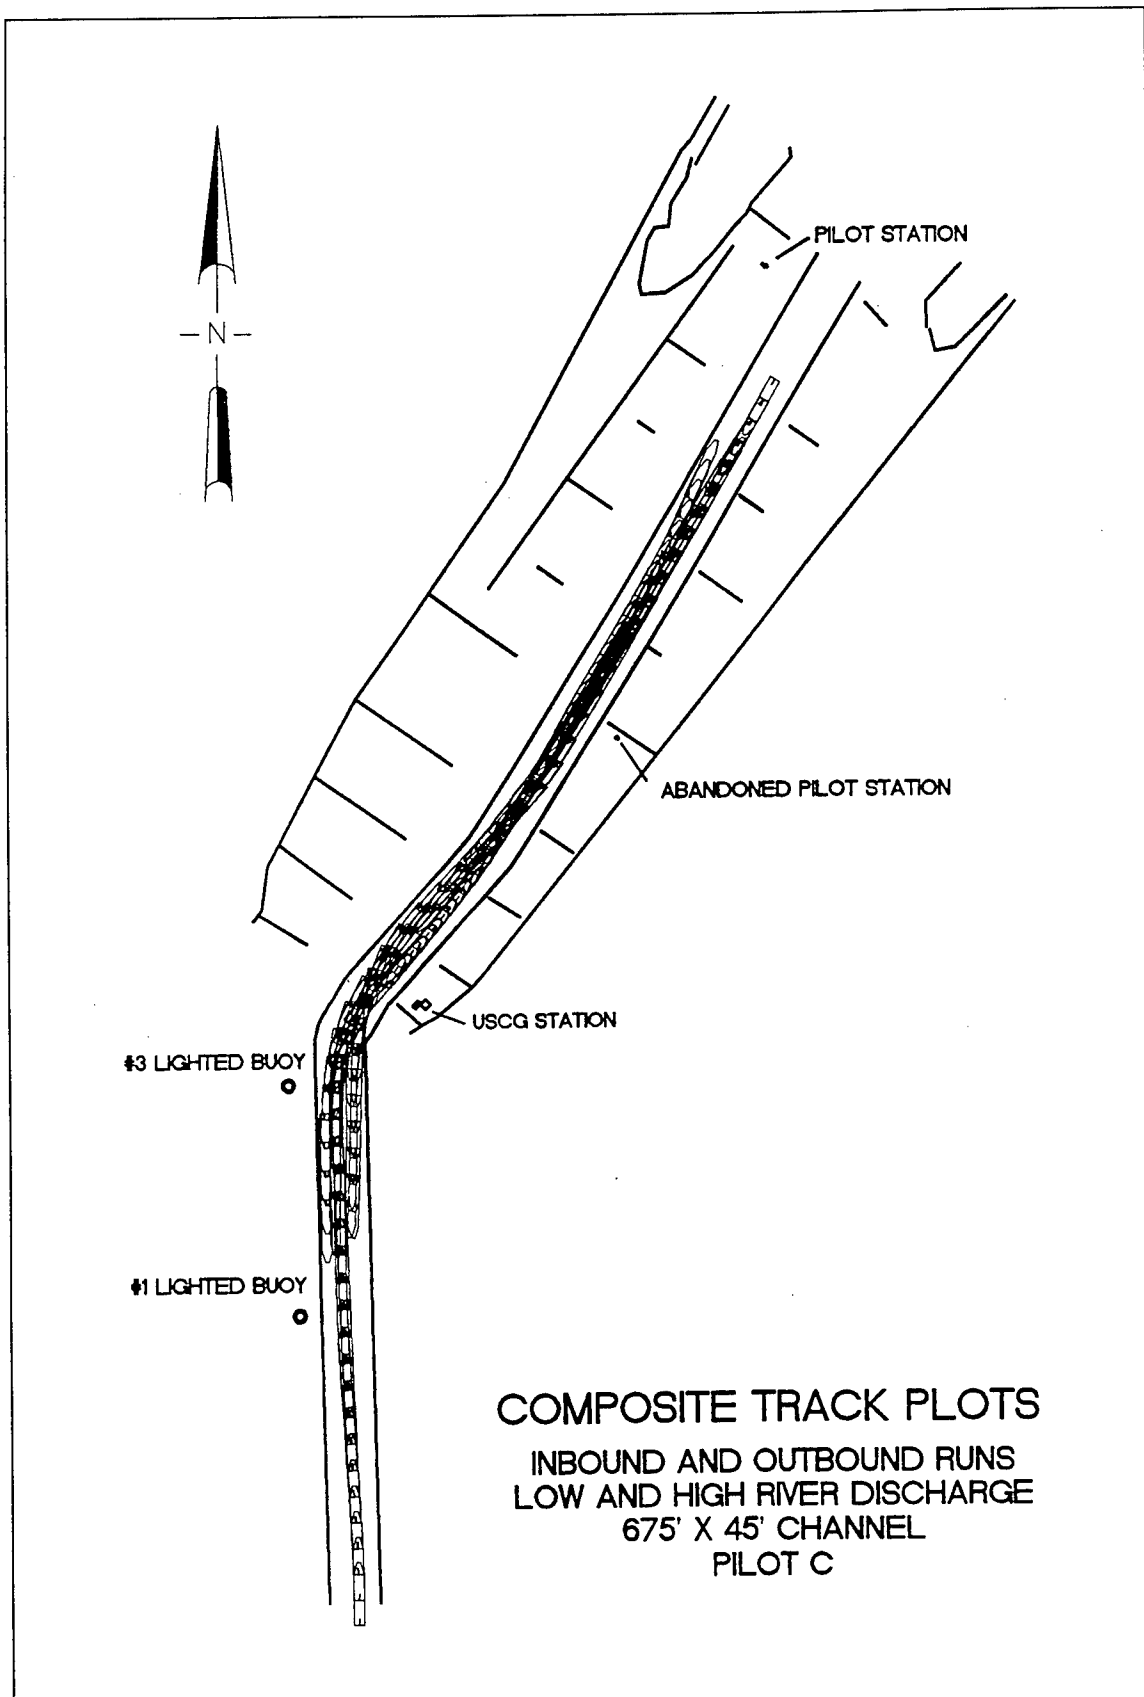 PILOT STATION
N
ABANDONED PILOT STATION
USCG STATION
#3 LIGHTED BUOY
#1 LIGHTED BUOY
COMPOSITE TRACK PLOTS
INBOUND AND OUTBOUND RUNS
LOW AND HIGH RIVER DISCHARGE
675' X 45' CHANNEL
PILOT C